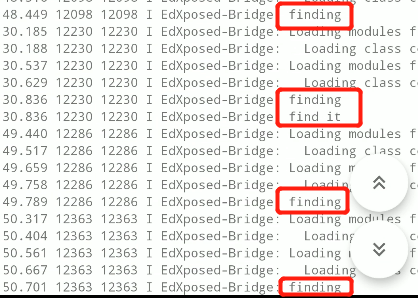 48.449 12098 12098 I EdXposed-Bridge: finding
30.185 12230 12230 I EdXposed-Bridge: Loading modules f
30.188 12230 12230 I EdXposed-Bridge: Loading class c
30.537 12230 12230 I EdXposed-Bridge: Loading modules f
30.629 12230 12230 I EdXposed-Bridge: Loading class c
30.836 12230 12230 I EdXposed-Bridge: finding
30.836 12230 12230 I EdXposed-Bridge: find it
49.440 12286 12286 I EdXposed-Bridge: Loading modules f
49.517 12286 12286 I EdXposed-Bridge: Loading class c
49.659 12286 12286 I EdXposed-Bridge: Loading modules f
49.758 12286 12286 I EdXposed-Bridge: Loading
49.789 12286 12286 I EdXposed-Bridge: finding
50.317 12363 12363 I EdXposed-Bridge: Loading modules f
50.404 12363 12363 I EdXposed-Bridge: Loading
50.561 12363 12363 I EdXposed-Bridge: Loading modul
50.667 12363 12363 I EdXposed-Bridge: Loading class c
50.701 12363 12363 I EdXposed-Bridge: finding